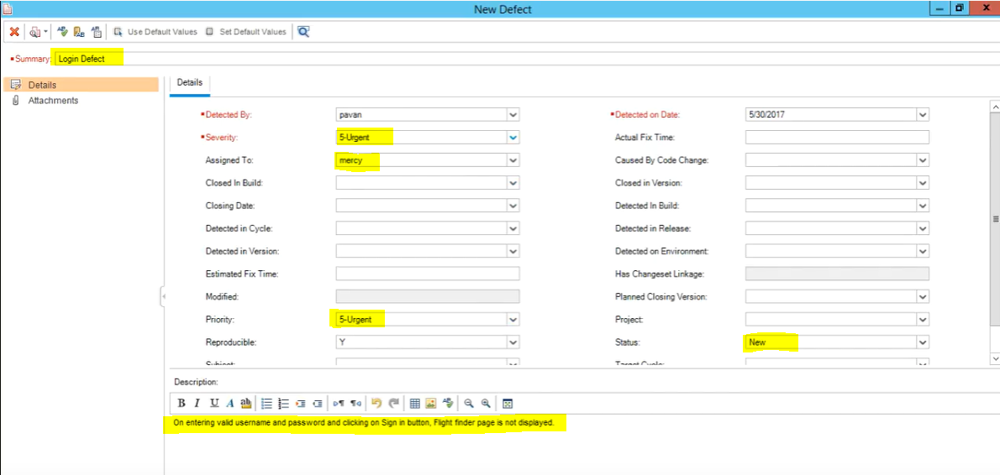 New Defect
Use Default Values Set Default Values
*Summary: Login Defect
Details
Attachments
Details
*Detected By: pavan *Detected on Date: 5/30/2017
*Severity: 5-Urgent Actual Fix Time:
Assigned To: mercy Caused By Code Change:
Closed In Build: Closed in Version:
Closing Date: Detected In Build:
Detected in Cycle: Detected in Release:
Detected in Version: Detected on Environment:
Estimated Fix Time: Has Changeset Linkage:
Modified: Planned Closing Version:
Priority: 5-Urgent Project:
Reproducible: Y Status: New
Subject: Target Cycle:
Description:
B I U A ab
On entering valid username and password and clicking on Sign in button, Flight finder page is not displayed.